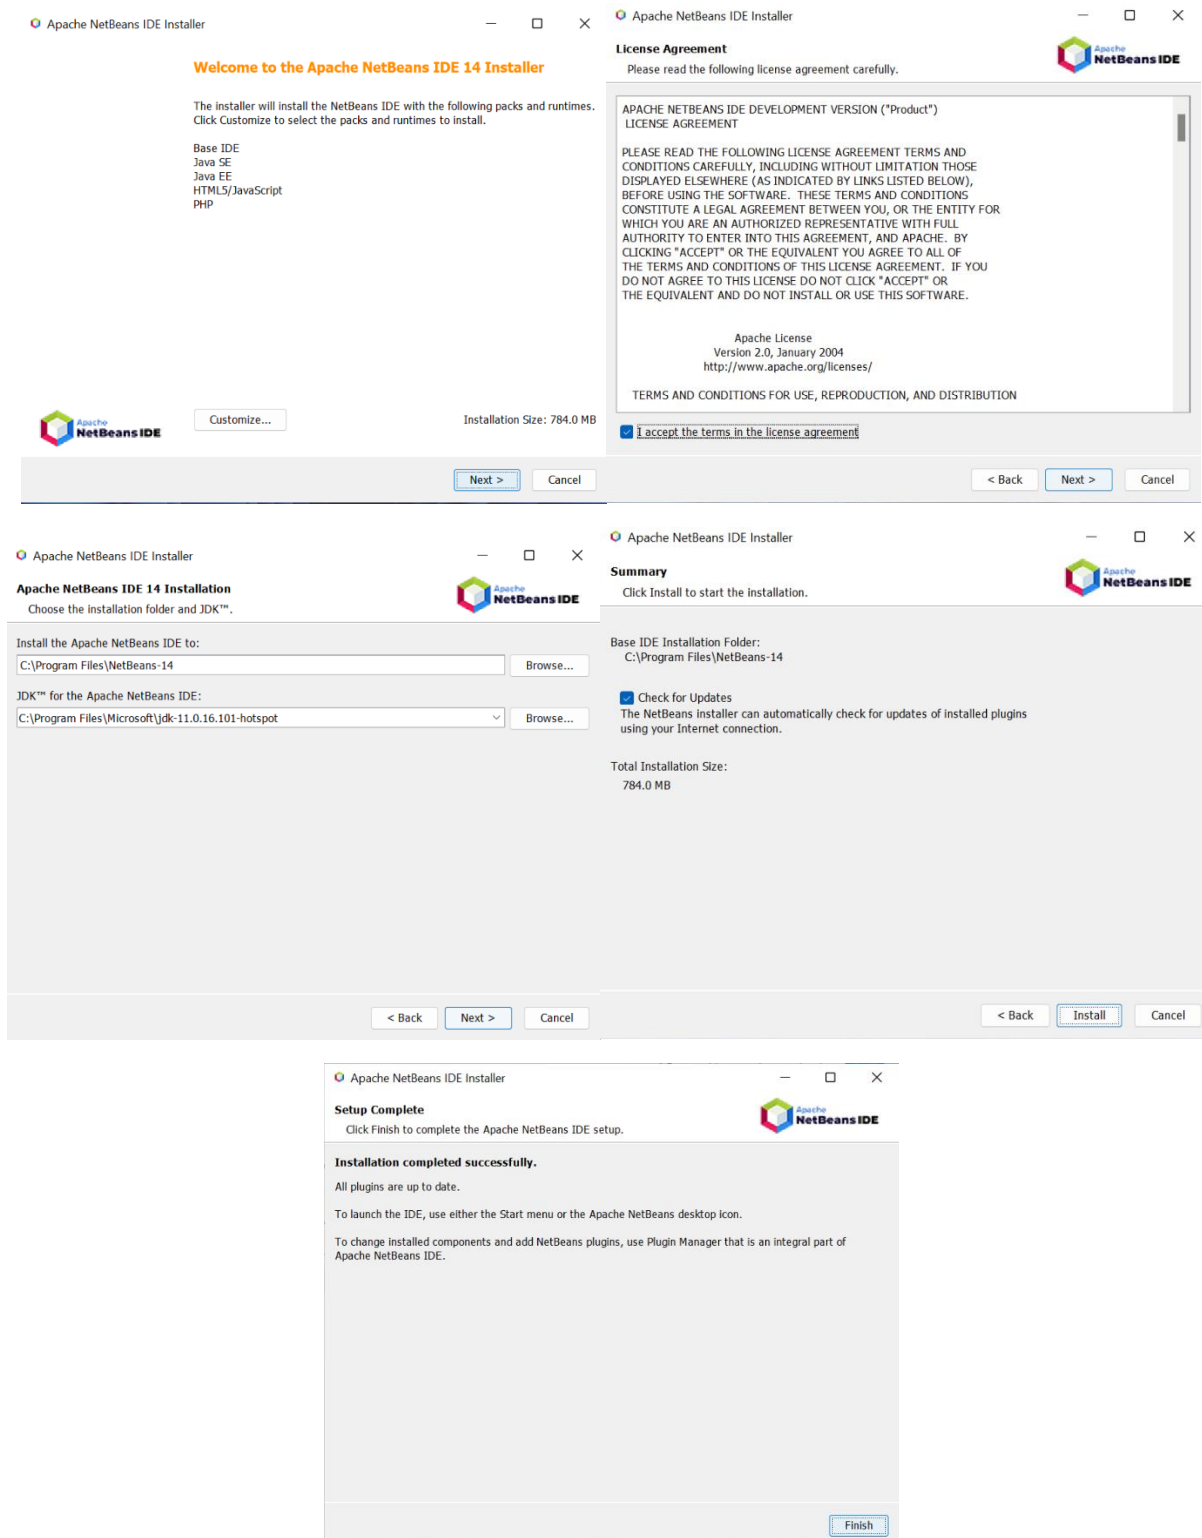 Apache NetBeans IDE Installer
Welcome to the Apache NetBeans IDE 14 Installer
The installer will install the NetBeans IDE with the following packs and runtimes.
Click Customize to select the packs and runtimes to install.
Base IDE
Java SE
Java EE
HTML5/JavaScript
PHP
Apache
NetBeans IDE
Customize...
Installation Size: 784.0 MB
Next >
Cancel
Apache NetBeans IDE Installer
License Agreement
Please read the following license agreement carefully.
Apache
NetBeans IDE
APACHE NETBEANS IDE DEVELOPMENT VERSION ("Product")
LICENSE AGREEMENT
PLEASE READ THE FOLLOWING LICENSE AGREEMENT TERMS AND
CONDITIONS CAREFULLY, INCLUDING WITHOUT LIMITATION THOSE
DISPLAYED ELSEWHERE (AS INDICATED BY LINKS LISTED BELOW),
BEFORE USING THE SOFTWARE.  THESE TERMS AND CONDITIONS
CONSTITUTE A LEGAL AGREEMENT BETWEEN YOU, OR THE ENTITY FOR
WHICH YOU ARE AN AUTHORIZED REPRESENTATIVE WITH FULL
AUTHORITY TO ENTER INTO THIS AGREEMENT, AND APACHE.  BY
CLICKING "ACCEPT" OR THE EQUIVALENT YOU AGREE TO ALL OF
THE TERMS AND CONDITIONS OF THIS LICENSE AGREEMENT.  IF YOU
DO NOT AGREE TO THIS LICENSE DO NOT CLICK "ACCEPT" OR
THE EQUIVALENT AND DO NOT INSTALL OR USE THIS SOFTWARE.
Apache License
Version 2.0, January 2004
http://www.apache.org/licenses/
TERMS AND CONDITIONS FOR USE, REPRODUCTION, AND DISTRIBUTION
I accept the terms in the license agreement
< Back
Next >
Cancel
Apache NetBeans IDE Installer
Apache NetBeans IDE 14 Installation
Choose the installation folder and JDK™.
Apache
NetBeans IDE
Install the Apache NetBeans IDE to:
C:\Program Files\NetBeans-14
Browse...
JDK™ for the Apache NetBeans IDE:
C:\Program Files\Microsoft\jdk-11.0.16.101-hotspot
Browse...
< Back
Next >
Cancel
Apache NetBeans IDE Installer
Summary
Click Install to start the installation.
Apache
NetBeans IDE
Base IDE Installation Folder:
C:\Program Files\NetBeans-14
Check for Updates
The NetBeans installer can automatically check for updates of installed plugins
using your Internet connection.
Total Installation Size:
784.0 MB
< Back
Install
Cancel
Apache NetBeans IDE Installer
Setup Complete
Click Finish to complete the Apache NetBeans IDE setup.
Apache
NetBeans IDE
Installation completed successfully.
All plugins are up to date.
To launch the IDE, use either the Start menu or the Apache NetBeans desktop icon.
To change installed components and add NetBeans plugins, use Plugin Manager that is an integral part of
Apache NetBeans IDE.
Finish